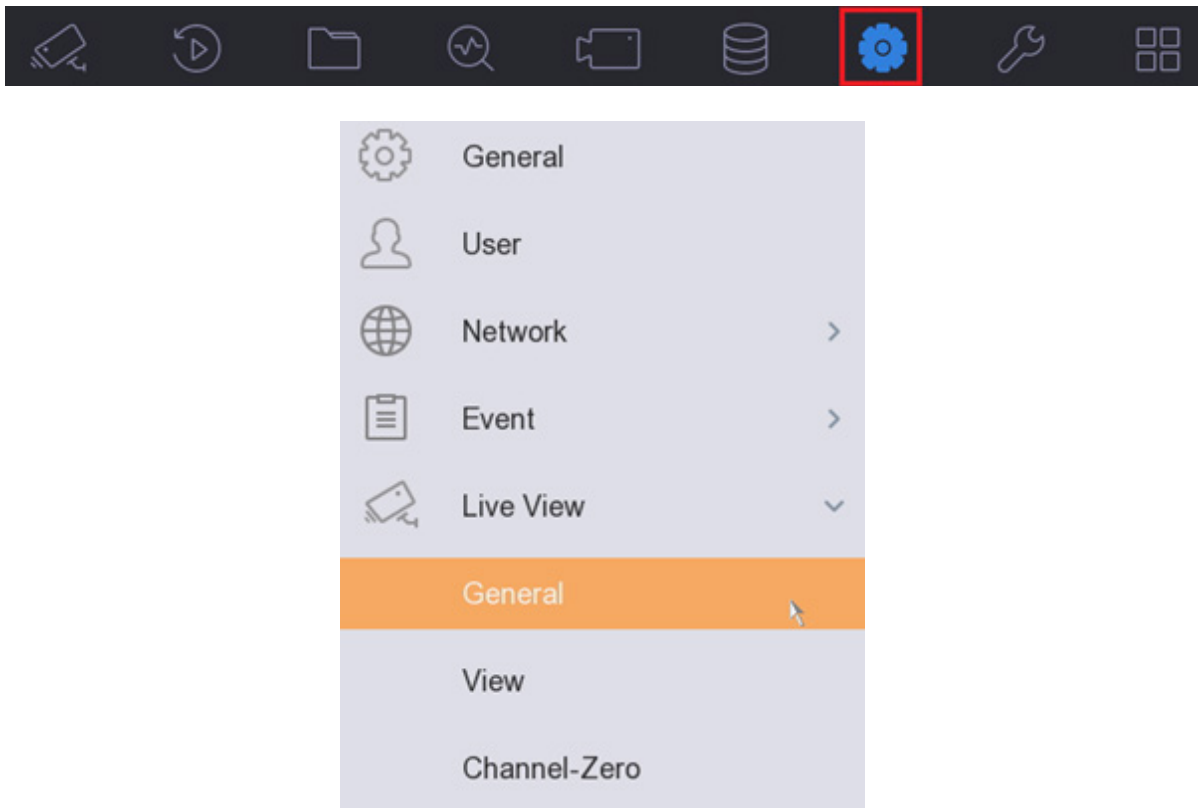 General
User
Network
Event
Live View
General
View
Channel-Zero